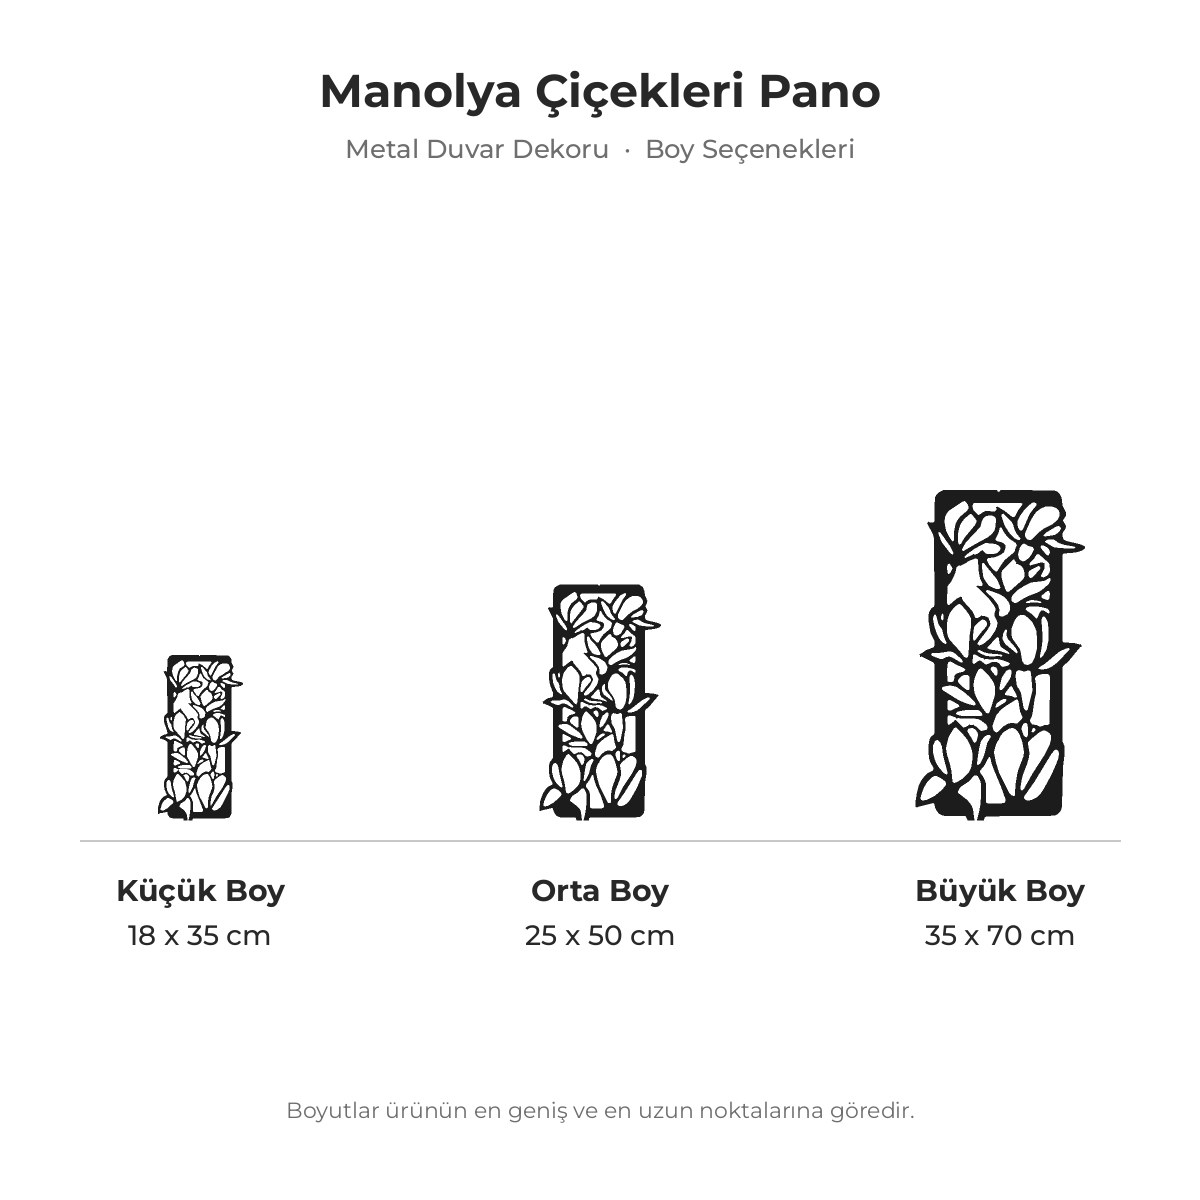 Manolya Çiçekleri Pano
Metal Duvar Dekoru · Boy Seçenekleri
Küçük Boy
18 x 35 cm
Orta Boy
25 x 50 cm
Büyük Boy
35 x 70 cm
Boyutlar ürünün en geniş ve en uzun noktalarına göredir.